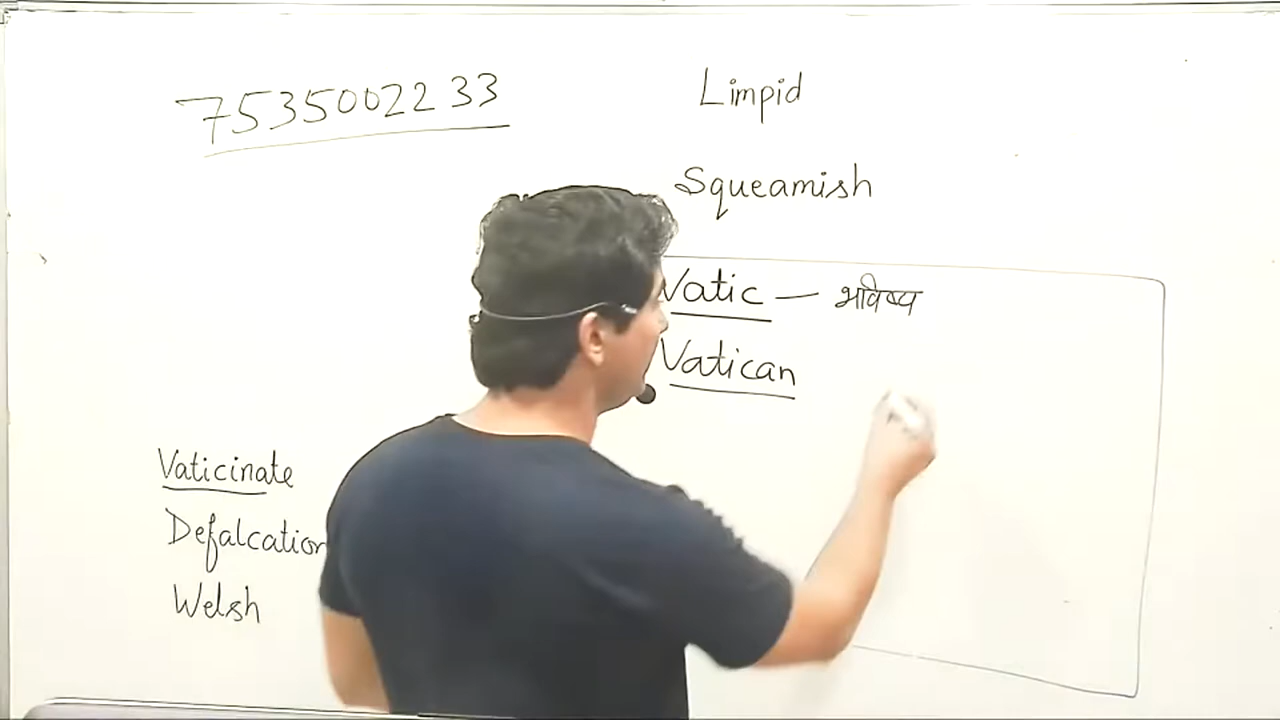 7535002233
Limpid
Squeamish
Vatic — भविष्य
Vatican
Vaticinate
Defalcation
Welsh